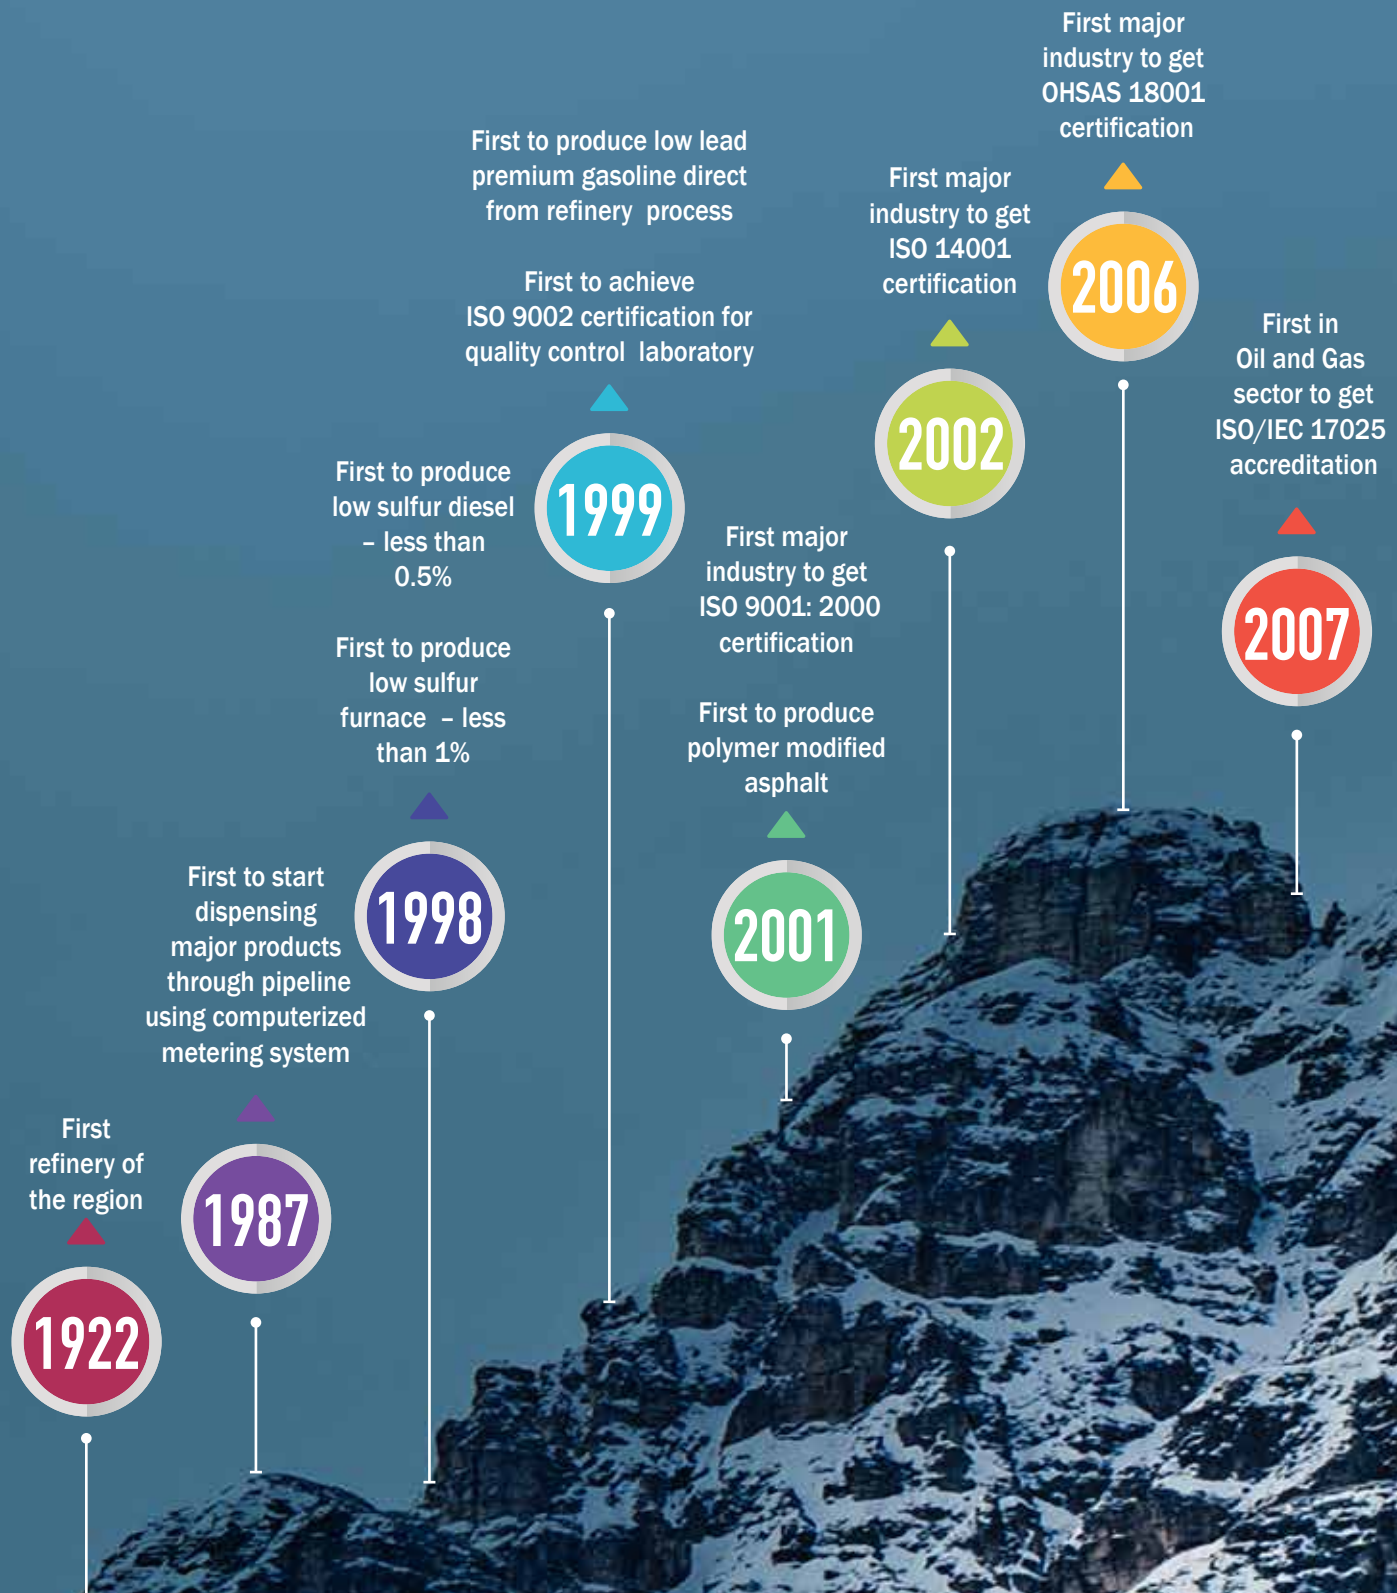 First
refinery of
the region
1922
First to start
dispensing
major products
through pipeline
using computerized
metering system
1987
First to produce
low sulfur diesel
– less than
0.5%
First to produce
low sulfur
furnace – less
than 1%
1998
First to produce low lead
premium gasoline direct
from refinery process
First to achieve
ISO 9002 certification for
quality control laboratory
1999
First major
industry to get
ISO 9001: 2000
certification
First to produce
polymer modified
asphalt
2001
First major
industry to get
ISO 14001
certification
2002
First major
industry to get
OHSAS 18001
certification
2006
First in
Oil and Gas
sector to get
ISO/IEC 17025
accreditation
2007